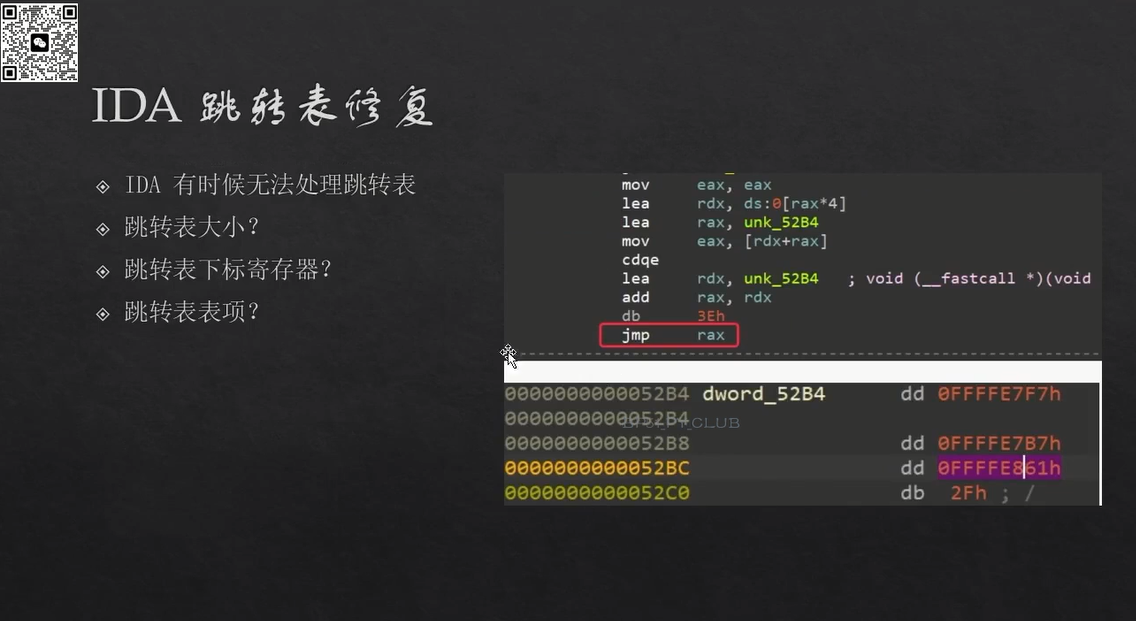 IDA 跳转表修复
IDA 有时候无法处理跳转表
跳转表大小？
跳转表下标寄存器？
跳转表表项？
mov eax, eax
lea rdx, ds:0[rax*4]
lea rax, unk_52B4
mov eax, [rdx+rax]
cdqe
lea rdx, unk_52B4 ; void (__fastcall *)(void
add rax, rdx
db 3Eh
jmp rax
00000000000052B4 dword_52B4 dd 0FFFFE7F7h
00000000000052B4
00000000000052B8 dd 0FFFFE7B7h
00000000000052BC dd 0FFFFE861h
00000000000052C0 db 2Fh ; /